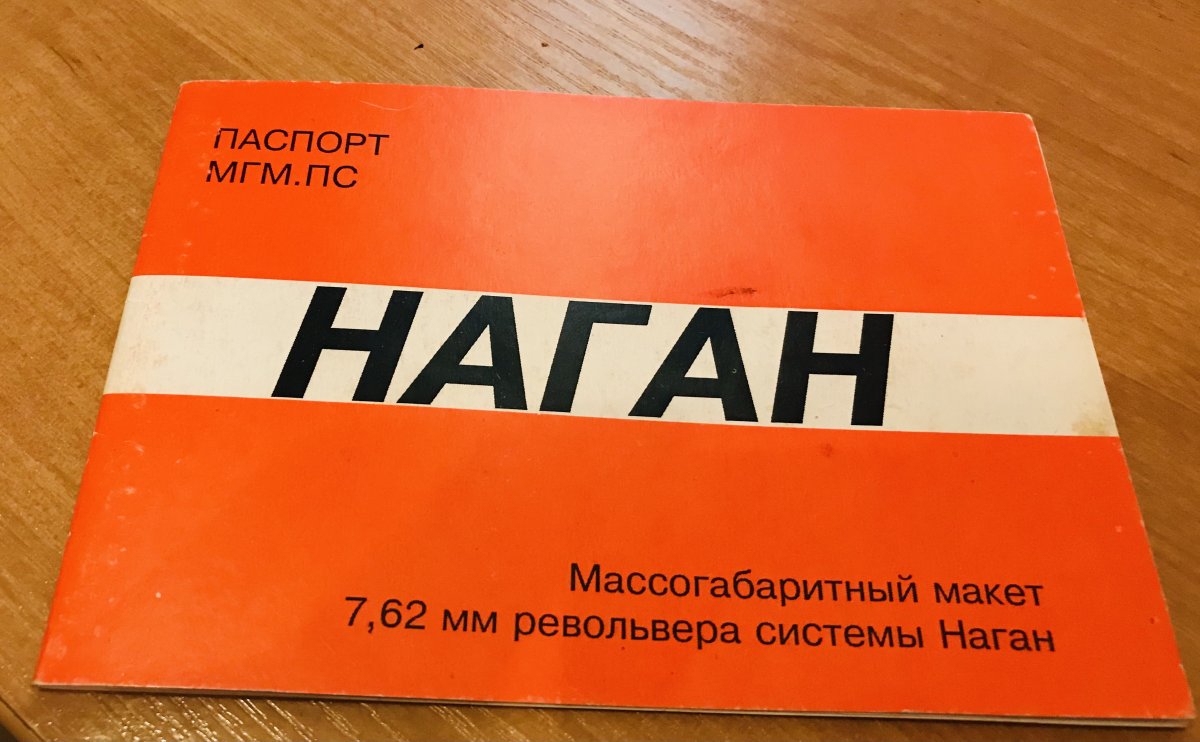 ПАСПОРТ
МГМ.ПС
НАГАН
Массогабаритный макет
7,62 мм револьвера системы Наган